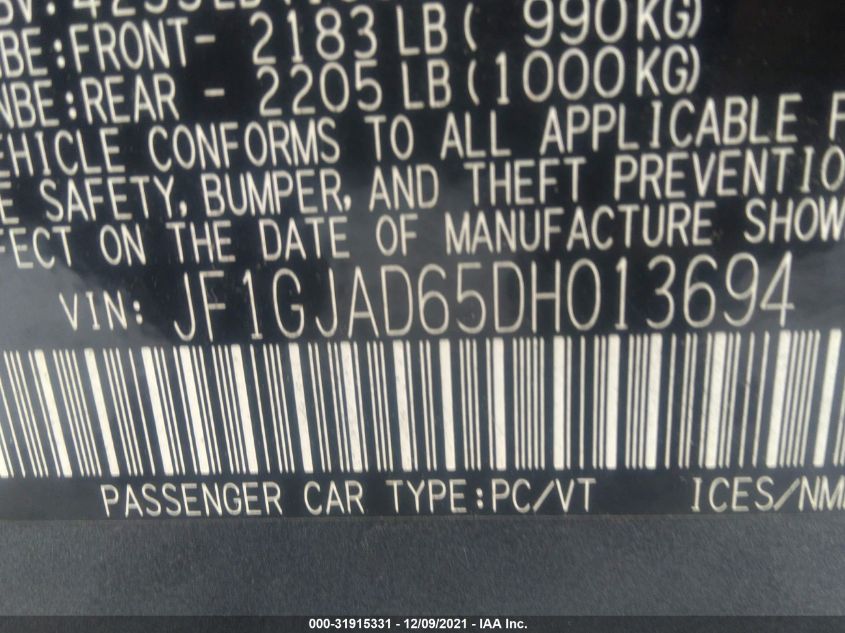 NBE:FRONT- 2183 LB( 990KG)
NBE:REAR - 2205 LB(1000KG)
EHICLE CONFORMS TO ALL APPLICABLE F
E SAFETY, BUMPER, AND THEFT PREVENTIO
FECT ON THE DATE OF MANUFACTURE SHOW
VIN: JF1GJAD65DH013694
PASSENGER CAR TYPE:PC/VT ICES/NM
000-31915331 - 12/09/2021 - IAA Inc.